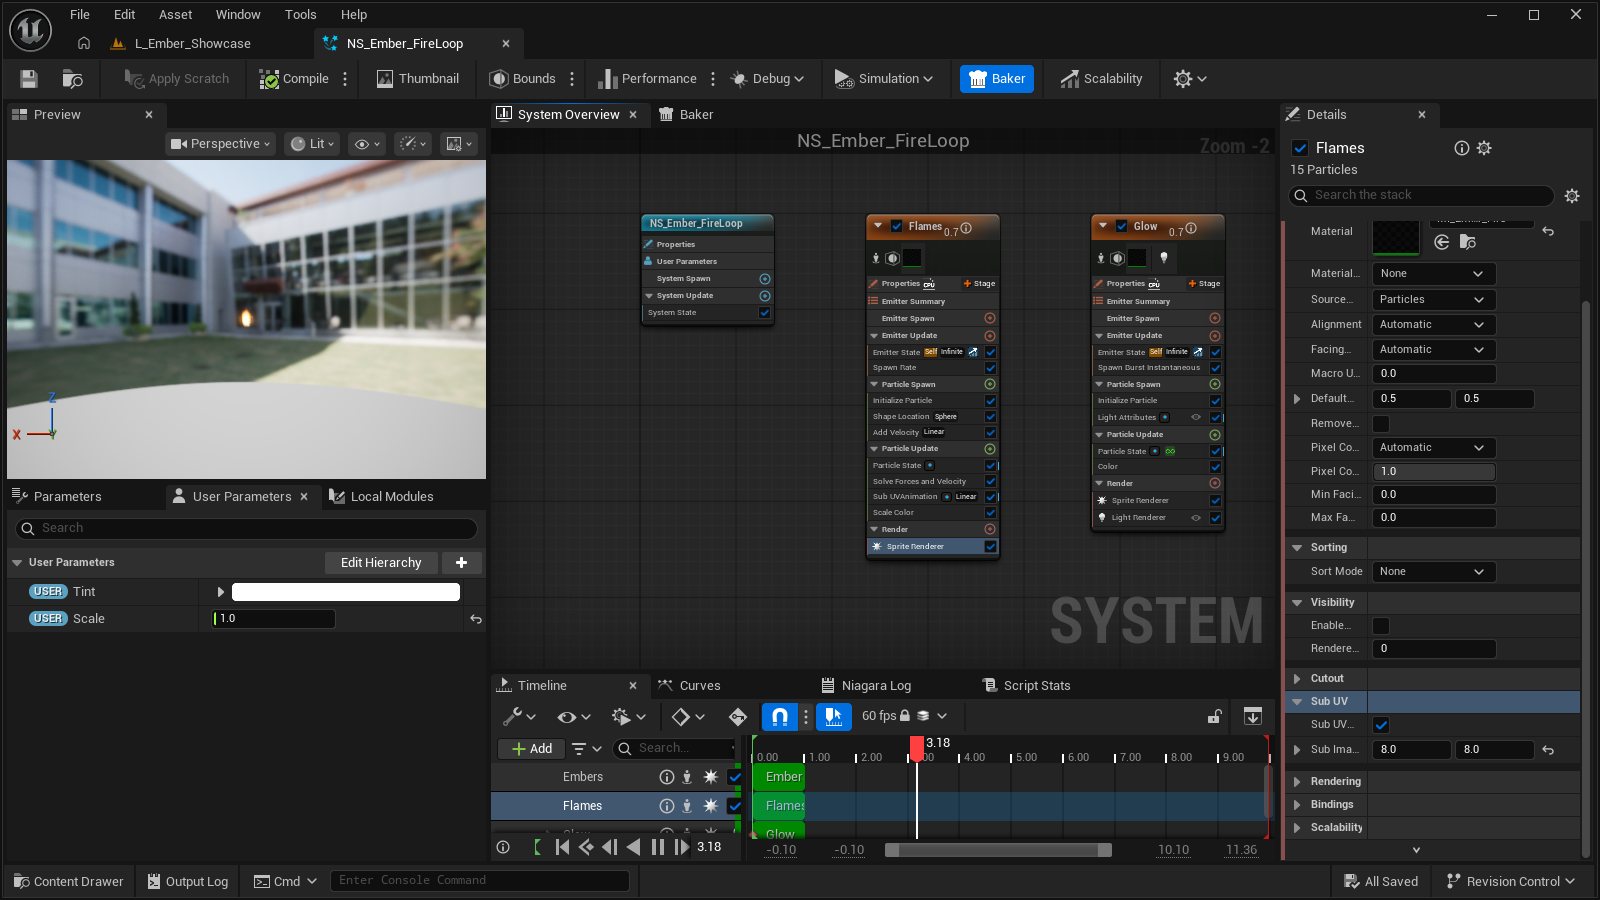 File Edit Asset Window Tools Help
L_Ember_Showcase NS_Ember_FireLoop
Apply Scratch Compile Thumbnail Bounds Performance Debug Simulation Baker Scalability
Preview
Perspective Lit
Z
X Y
Parameters User Parameters Local Modules
Search
User Parameters Edit Hierarchy
USER Tint
USER Scale 1.0
System Overview Baker
NS_Ember_FireLoop Zoom -2
NS_Ember_FireLoop
Properties
User Parameters
System Spawn
System Update
System State
Flames 0.7
Properties CPU Stage
Emitter Summary
Emitter Spawn
Emitter Update
Emitter State Self Infinite
Spawn Rate
Particle Spawn
Initialize Particle
Shape Location Sphere
Add Velocity Linear
Particle Update
Particle State
Solve Forces and Velocity
Sub UVAnimation Linear
Scale Color
Render
Sprite Renderer
Glow 0.7
Properties CPU Stage
Emitter Summary
Emitter Spawn
Emitter Update
Emitter State Self Infinite
Spawn Burst Instantaneous
Particle Spawn
Initialize Particle
Light Attributes
Particle Update
Particle State
Color
Render
Sprite Renderer
Light Renderer
SYSTEM
Timeline Curves Niagara Log Script Stats
60 fps
Add Search...
3.18
0.00 1.00 2.00 3.00 4.00 5.00 6.00 7.00 8.00 9.00
Embers Ember
Flames Flames
Glow Glow
3.18 -0.10 -0.10 10.10 11.36
Details
Flames
15 Particles
Search the stack
Material
Material... None
Source... Particles
Alignment Automatic
Facing... Automatic
Macro U... 0.0
Default... 0.5 0.5
Remove...
Pixel Co... Automatic
Pixel Co... 1.0
Min Faci... 0.0
Max Fa... 0.0
Sorting
Sort Mode None
Visibility
Enable...
Rendere... 0
Cutout
Sub UV
Sub UV...
Sub Ima... 8.0 8.0
Rendering
Bindings
Scalability
Content Drawer Output Log Cmd Enter Console Command All Saved Revision Control